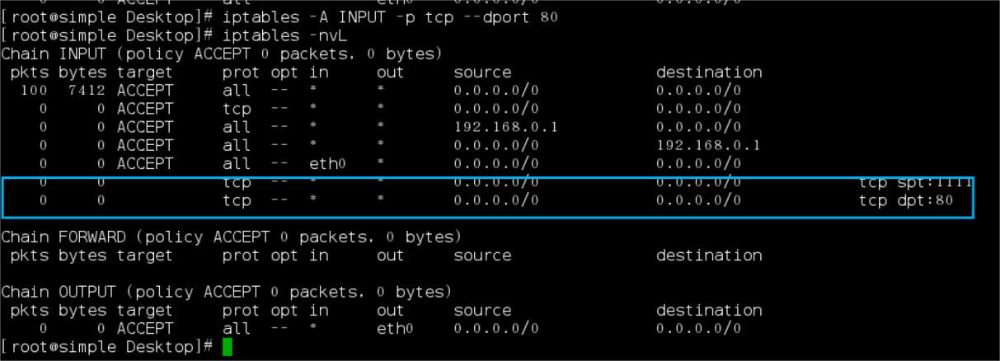 [root@simple Desktop]# iptables -A INPUT -p tcp --dport 80
[root@simple Desktop]# iptables -nvL
Chain INPUT (policy ACCEPT 0 packets, 0 bytes)
 pkts bytes target     prot opt in     out     source               destination
  100  7412 ACCEPT     all  --  *      *       0.0.0.0/0            0.0.0.0/0
    0     0 ACCEPT     tcp  --  *      *       0.0.0.0/0            0.0.0.0/0
    0     0 ACCEPT     all  --  *      *       192.168.0.1          0.0.0.0/0
    0     0 ACCEPT     all  --  *      *       0.0.0.0/0            192.168.0.1
    0     0 ACCEPT     all  --  eth0   *       0.0.0.0/0            0.0.0.0/0
    0     0            tcp  --  *      *       0.0.0.0/0            0.0.0.0/0            tcp spt:1111
    0     0            tcp  --  *      *       0.0.0.0/0            0.0.0.0/0            tcp dpt:80
Chain FORWARD (policy ACCEPT 0 packets, 0 bytes)
 pkts bytes target     prot opt in     out     source               destination
Chain OUTPUT (policy ACCEPT 0 packets, 0 bytes)
 pkts bytes target     prot opt in     out     source               destination
    0     0 ACCEPT     all  --  *      eth0    0.0.0.0/0            0.0.0.0/0
[root@simple Desktop]#